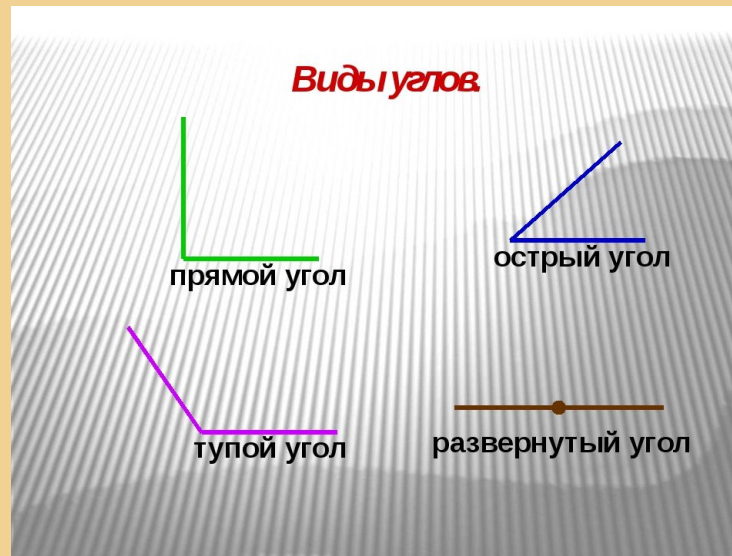 Виды углов.
прямой угол
острый угол
тупой угол
развернутый угол